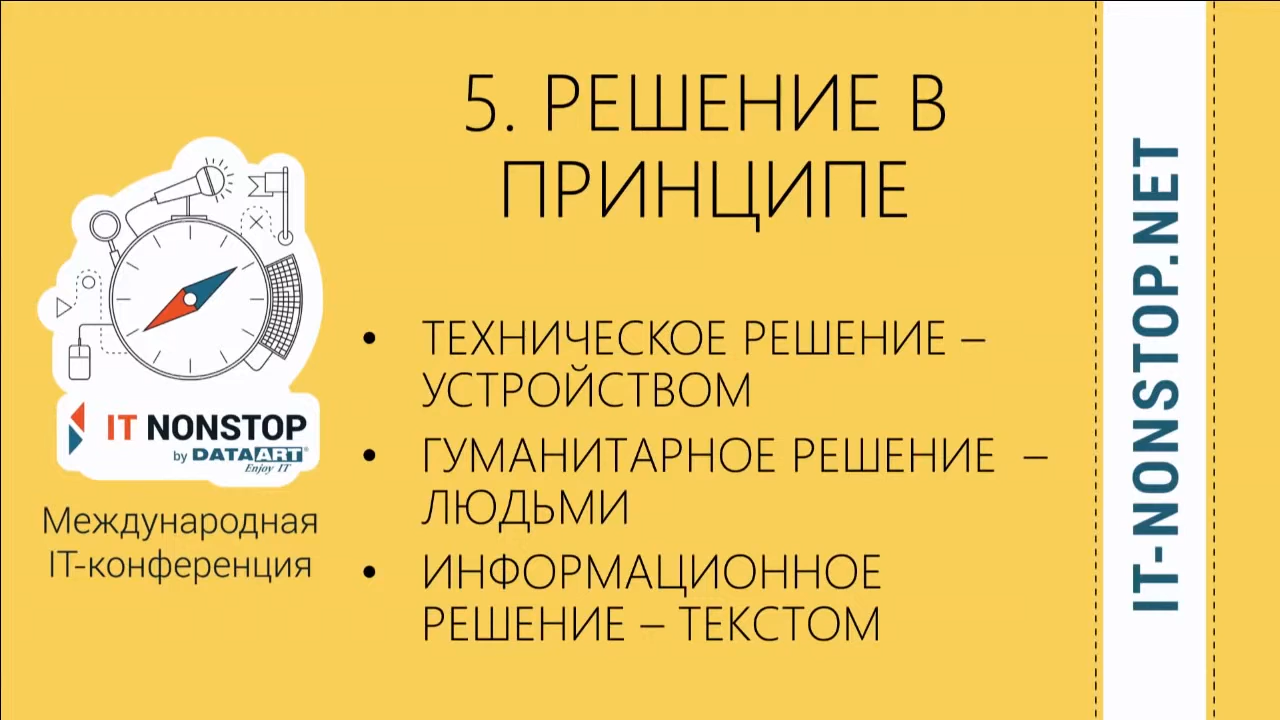 5. РЕШЕНИЕ В
ПРИНЦИПЕ
• ТЕХНИЧЕСКОЕ РЕШЕНИЕ –
УСТРОЙСТВОМ
• ГУМАНИТАРНОЕ РЕШЕНИЕ –
ЛЮДЬМИ
• ИНФОРМАЦИОННОЕ
РЕШЕНИЕ – ТЕКСТОМ
IT NONSTOP
by DATAART®
Enjoy IT
Международная
IT-конференция
IT-NONSTOP.NET